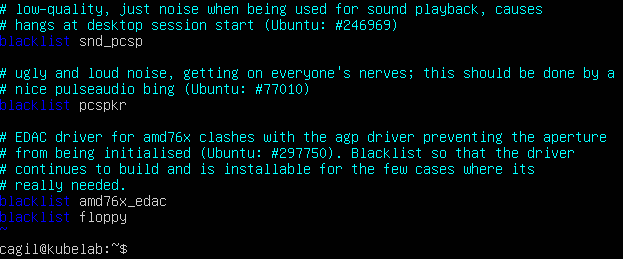 # low-quality, just noise when being used for sound playback, causes
# hangs at desktop session start (Ubuntu: #246969)
blacklist snd_pcsp

# ugly and loud noise, getting on everyone's nerves; this should be done by a
# nice pulseaudio bing (Ubuntu: #77010)
blacklist pcspkr

# EDAC driver for amd76x clashes with the agp driver preventing the aperture
# from being initialised (Ubuntu: #297750). Blacklist so that the driver
# continues to build and is installable for the few cases where its
# really needed.
blacklist amd76x_edac
blacklist floppy
~
cagil@kubelab:~$